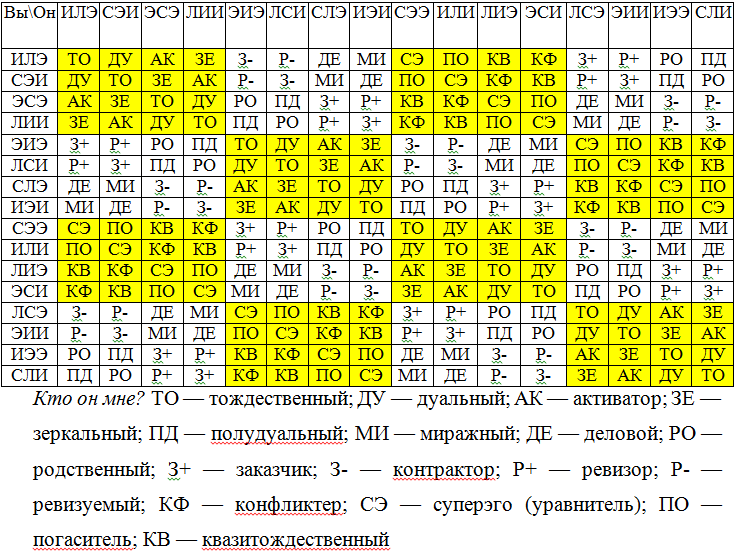 Вы\Он ИЛЭ СЭИ ЭСЭ ЛИИ ЭИЭ ЛСИ СЛЭ ИЭИ СЭЭ ИЛИ ЛИЭ ЭСИ ЛСЭ ЭИИ ИЭЭ СЛИ
ИЛЭ ТО ДУ АК ЗЕ З- Р- ДЕ МИ СЭ ПО КВ КФ З+ Р+ РО ПД
СЭИ ДУ ТО ЗЕ АК Р- З- МИ ДЕ ПО СЭ КФ КВ Р+ З+ ПД РО
ЭСЭ АК ЗЕ ТО ДУ РО ПД З+ Р+ КВ КФ СЭ ПО ДЕ МИ З- Р-
ЛИИ ЗЕ АК ДУ ТО ПД РО Р+ З+ КФ КВ ПО СЭ МИ ДЕ Р- З-
ЭИЭ З+ Р+ РО ПД ТО ДУ АК ЗЕ З- Р- ДЕ МИ СЭ ПО КВ КФ
ЛСИ Р+ З+ ПД РО ДУ ТО ЗЕ АК Р- З- МИ ДЕ ПО СЭ КФ КВ
СЛЭ ДЕ МИ З- Р- АК ЗЕ ТО ДУ РО ПД З+ Р+ КВ КФ СЭ ПО
ИЭИ МИ ДЕ Р- З- ЗЕ АК ДУ ТО ПД РО Р+ З+ КФ КВ ПО СЭ
СЭЭ СЭ ПО КВ КФ З+ Р+ РО ПД ТО ДУ АК ЗЕ З- Р- ДЕ МИ
ИЛИ ПО СЭ КФ КВ Р+ З+ ПД РО ДУ ТО ЗЕ АК Р- З- МИ ДЕ
ЛИЭ КВ КФ СЭ ПО ДЕ МИ З- Р- АК ЗЕ ТО ДУ РО ПД З+ Р+
ЭСИ КФ КВ ПО СЭ МИ ДЕ Р- З- ЗЕ АК ДУ ТО ПД РО Р+ З+
ЛСЭ З- Р- ДЕ МИ СЭ ПО КВ КФ З+ Р+ РО ПД ТО ДУ АК ЗЕ
ЭИИ Р- З- МИ ДЕ ПО СЭ КФ КВ Р+ З+ ПД РО ДУ ТО ЗЕ АК
ИЭЭ РО ПД З+ Р+ КВ КФ СЭ ПО ДЕ МИ З- Р- АК ЗЕ ТО ДУ
СЛИ ПД РО Р+ З+ КФ КВ ПО СЭ МИ ДЕ Р- З- ЗЕ АК ДУ ТО
Кто он мне? ТО — тождественный; ДУ — дуальный; АК — активатор; ЗЕ —
зеркальный; ПД — полудуальный; МИ — миражный; ДЕ — деловой; РО —
родственный; З+ — заказчик; З- — контрактор; Р+ — ревизор; Р- —
ревизуемый; КФ — конфликтер; СЭ — суперэго (уравнитель); ПО —
погаситель; КВ — квазитождественный